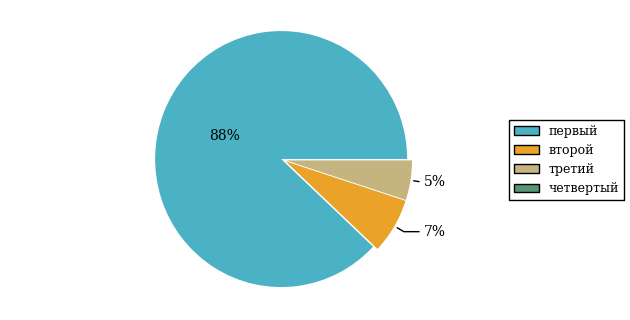 88%
5%
7%
первый
второй
третий
четвертый